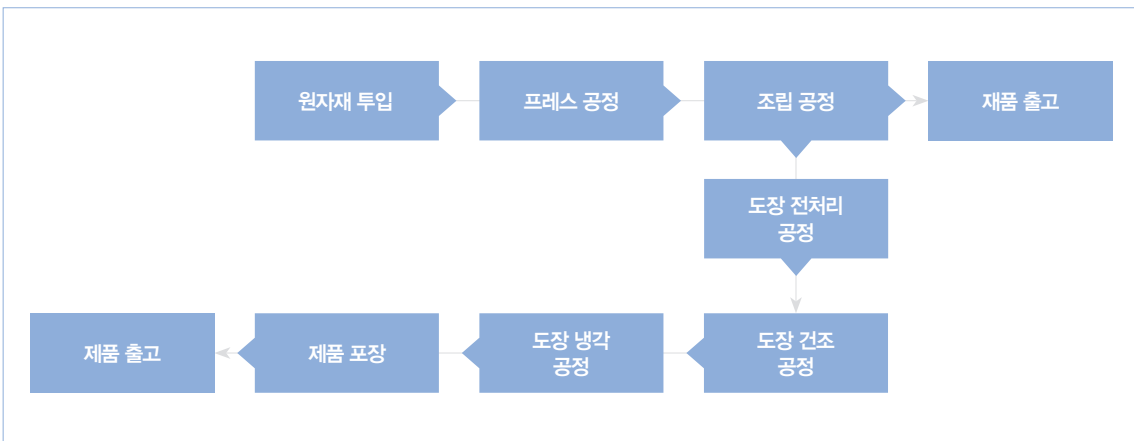 원자재 투입
프레스 공정
조립 공정
재품 출고
도장 전처리
공정
도장 건조
공정
도장 냉각
공정
제품 포장
제품 출고